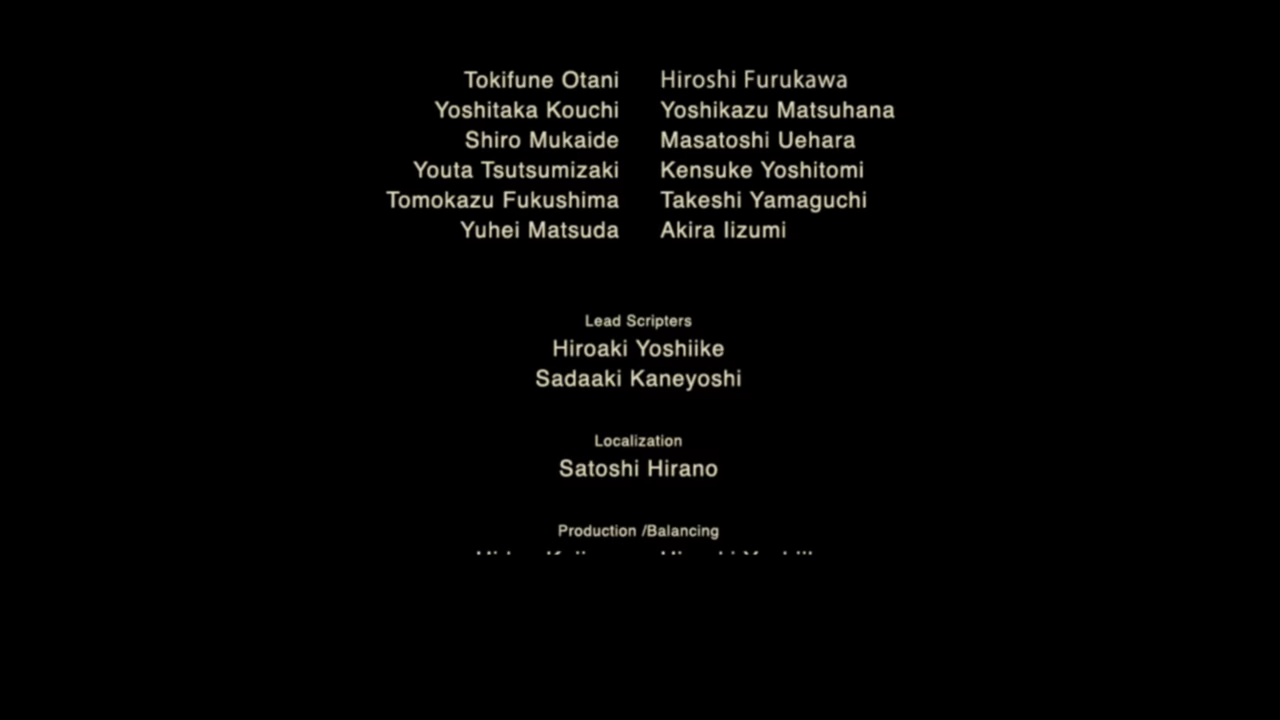 Tokifune Otani Hiroshi Furukawa
Yoshitaka Kouchi Yoshikazu Matsuhana
Shiro Mukaide Masatoshi Uehara
Youta Tsutsumizaki Kensuke Yoshitomi
Tomokazu Fukushima Takeshi Yamaguchi
Yuhei Matsuda Akira Iizumi
Lead Scripters
Hiroaki Yoshiike
Sadaaki Kaneyoshi
Localization
Satoshi Hirano
Production /Balancing